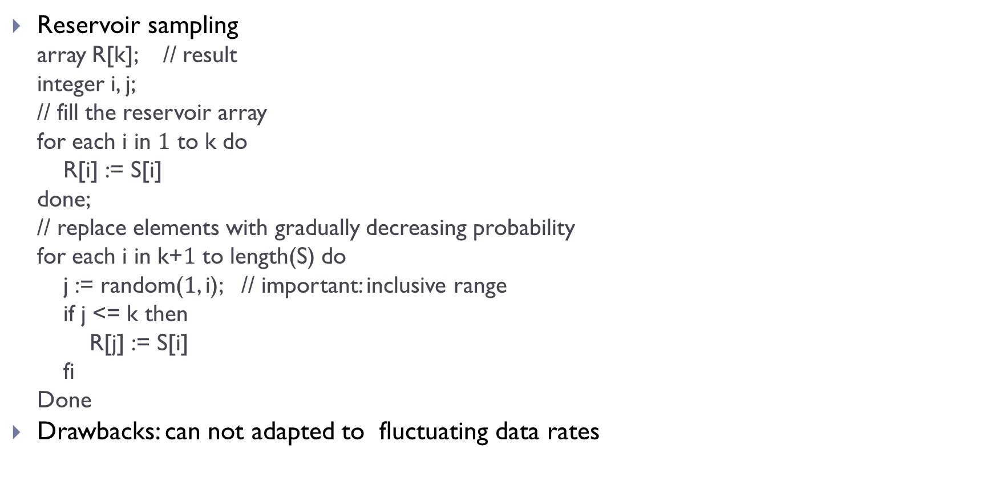 Reservoir sampling
array R[k];    // result
integer i, j;
// fill the reservoir array
for each i in 1 to k do
R[i] := S[i]
done;
// replace elements with gradually decreasing probability
for each i in k+1 to length(S) do
j := random(1, i);   // important: inclusive range
if j <= k then
R[j] := S[i]
fi
Done
Drawbacks: can not adapted to  fluctuating data rates